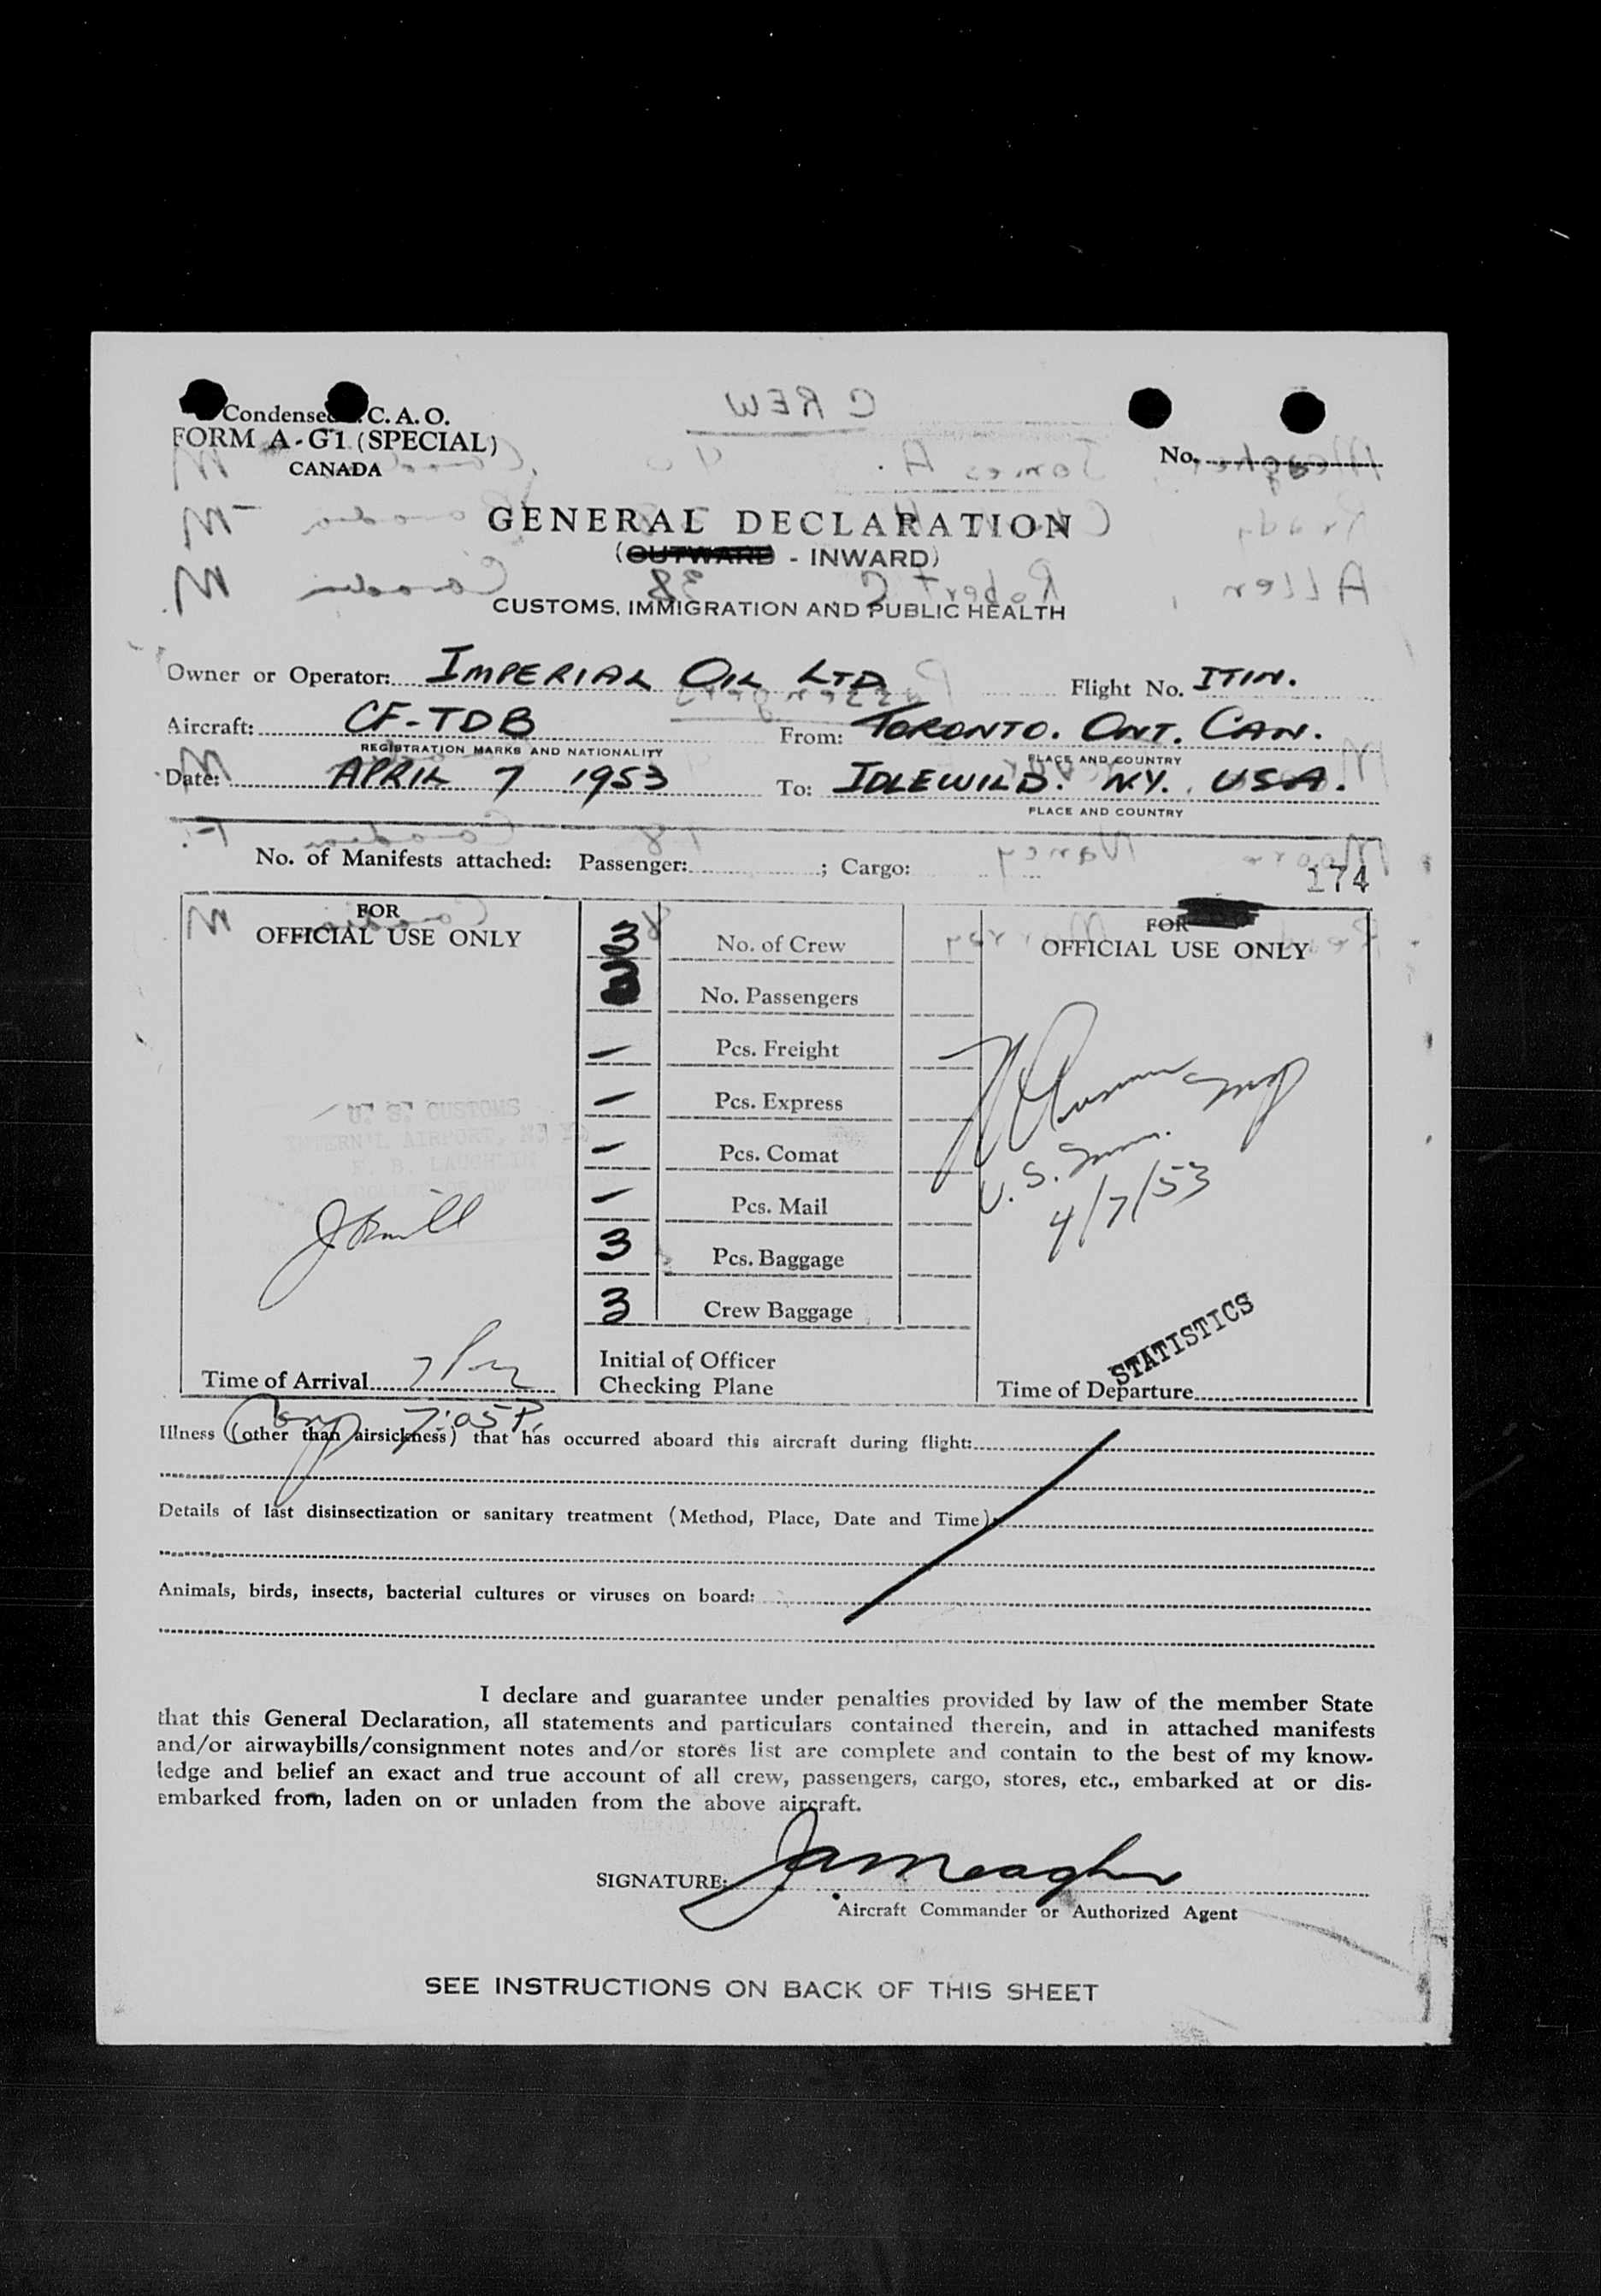 Condensed I.C.A.O.
FORM A-G1 (SPECIAL)
CANADA
No.
GENERAL DECLARATION
(OUTWARD - INWARD)
CUSTOMS, IMMIGRATION AND PUBLIC HEALTH
Owner or Operator: IMPERIAL OIL LTD Flight No. ITIN.
Aircraft: CF-TDB From: TORONTO. ONT. CAN.
REGISTRATION MARKS AND NATIONALITY PLACE AND COUNTRY
Date: APRIL 7 1953 To: IDLEWILD. N.Y. USA.
PLACE AND COUNTRY
No. of Manifests attached: Passenger: ; Cargo:
174
FOR
OFFICIAL USE ONLY
3 No. of Crew
3 No. Passengers
— Pcs. Freight
— Pcs. Express
— Pcs. Comat
— Pcs. Mail
3 Pcs. Baggage
3 Crew Baggage
Initial of Officer
Checking Plane
FOR
OFFICIAL USE ONLY
U. S. CUSTOMS
INTERN'L AIRPORT, N.Y.
F. B. LAUGHLIN
U. S. Imm.
4/7/53
STATISTICS
Time of Arrival 7 Pm
Time of Departure
7:05 P.
Illness (other than airsickness) that has occurred aboard this aircraft during flight:
Details of last disinsectization or sanitary treatment (Method, Place, Date and Time):
Animals, birds, insects, bacterial cultures or viruses on board:
I declare and guarantee under penalties provided by law of the member State
that this General Declaration, all statements and particulars contained therein, and in attached manifests
and/or airwaybills/consignment notes and/or stores list are complete and contain to the best of my know-
ledge and belief an exact and true account of all crew, passengers, cargo, stores, etc., embarked at or dis-
embarked from, laden on or unladen from the above aircraft.
SIGNATURE: JAMeagher
Aircraft Commander or Authorized Agent
SEE INSTRUCTIONS ON BACK OF THIS SHEET